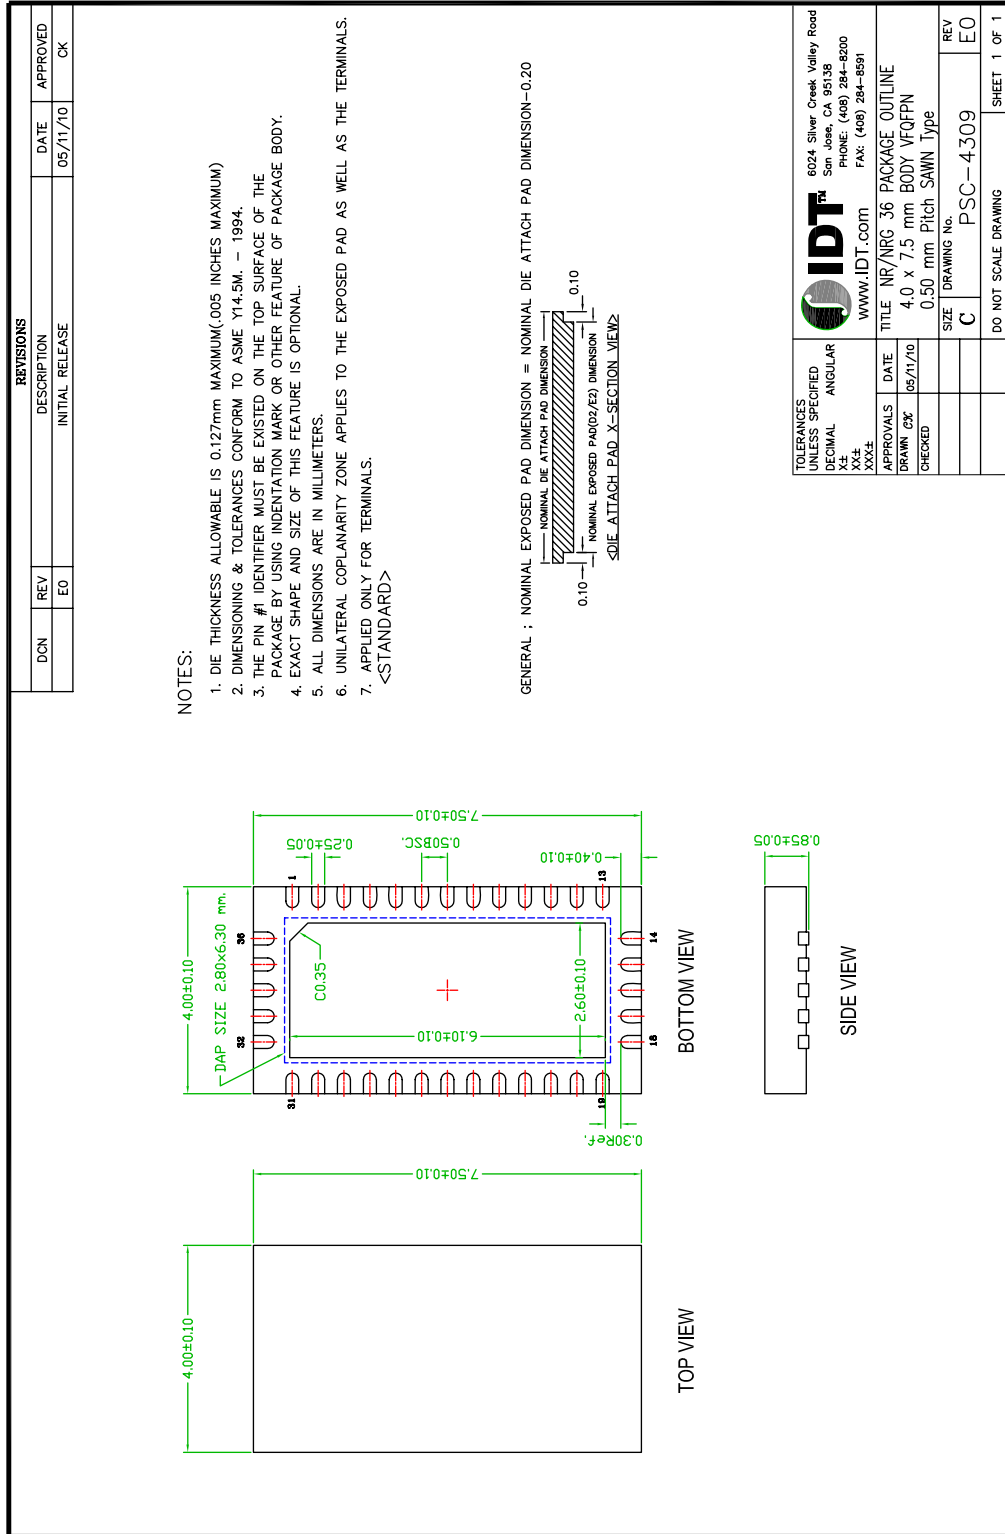 REVISIONS
DCN REV DESCRIPTION DATE APPROVED
E0 INITIAL RELEASE 05/11/10 CK
NOTES:
1. DIE THICKNESS ALLOWABLE IS 0.127mm MAXIMUM(.005 INCHES MAXIMUM)
2. DIMENSIONING & TOLERANCES CONFORM TO ASME Y14.5M. – 1994.
3. THE PIN #1 IDENTIFIER MUST BE EXISTED ON THE TOP SURFACE OF THE
PACKAGE BY USING INDENTATION MARK OR OTHER FEATURE OF PACKAGE BODY.
4. EXACT SHAPE AND SIZE OF THIS FEATURE IS OPTIONAL.
5. ALL DIMENSIONS ARE IN MILLIMETERS.
6. UNILATERAL COPLANARITY ZONE APPLIES TO THE EXPOSED PAD AS WELL AS THE TERMINALS.
7. APPLIED ONLY FOR TERMINALS.
<STANDARD>
GENERAL ; NOMINAL EXPOSED PAD DIMENSION = NOMINAL DIE ATTACH PAD DIMENSION-0.20
NOMINAL DIE ATTACH PAD DIMENSION
0.10
0.10
NOMINAL EXPOSED PAD(D2/E2) DIMENSION
<DIE ATTACH PAD X-SECTION VIEW>
4.00±0.10
7.50±0.10
TOP VIEW
4.00±0.10
DAP SIZE 2.80x6.30 mm.
7.50±0.10
0.25±0.05
0.50BSC.
0.40±0.10
C0.35
6.10±0.10
2.60±0.10
0.30Ref.
1
13
14
18
19
31
32
36
BOTTOM VIEW
0.85±0.05
SIDE VIEW
TOLERANCES
UNLESS SPECIFIED
DECIMAL ANGULAR
X±
XX±
XXX±
APPROVALS DATE
DRAWN CK 05/11/10
CHECKED
IDT™
www.IDT.com
6024 Silver Creek Valley Road
San Jose, CA 95138
PHONE: (408) 284-8200
FAX: (408) 284-8591
TITLE NR/NRG 36 PACKAGE OUTLINE
4.0 x 7.5 mm BODY VFQFPN
0.50 mm Pitch SAWN Type
SIZE DRAWING No. REV
C PSC-4309 E0
DO NOT SCALE DRAWING SHEET 1 OF 1